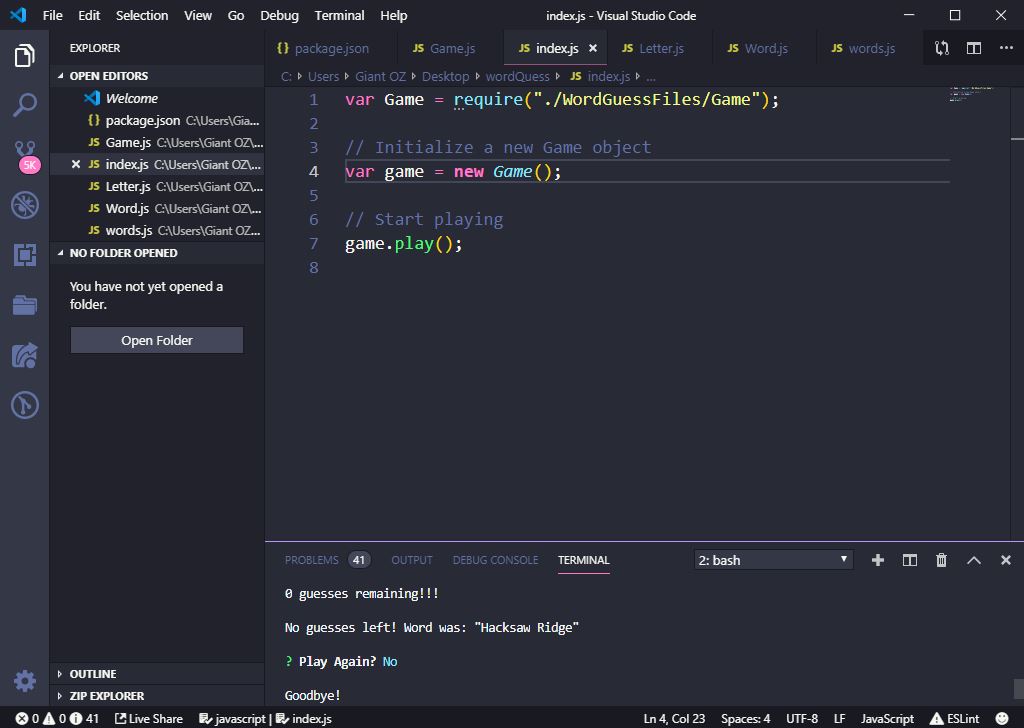 File Edit Selection View Go Debug Terminal Help index.js - Visual Studio Code
EXPLORER
OPEN EDITORS
Welcome
{} package.json C:\Users\Gia...
JS Game.js C:\Users\Giant OZ\...
JS index.js C:\Users\Giant OZ\...
JS Letter.js C:\Users\Giant OZ\...
JS Word.js C:\Users\Giant OZ\...
JS words.js C:\Users\Giant OZ...
NO FOLDER OPENED
You have not yet opened a
folder.
Open Folder
OUTLINE
ZIP EXPLORER
5K
{} package.json JS Game.js JS index.js JS Letter.js JS Word.js JS words.js ...
C: Users Giant OZ Desktop wordQuess JS index.js ...
1 var Game = require("./WordGuessFiles/Game");
2
3 // Initialize a new Game object
4 var game = new Game();
5
6 // Start playing
7 game.play();
8
PROBLEMS 41 OUTPUT DEBUG CONSOLE TERMINAL 2: bash
0 guesses remaining!!!
No guesses left! Word was: "Hacksaw Ridge"
? Play Again? No
Goodbye!
0 0 41 Live Share javascript | index.js Ln 4, Col 23 Spaces: 4 UTF-8 LF JavaScript ESLint